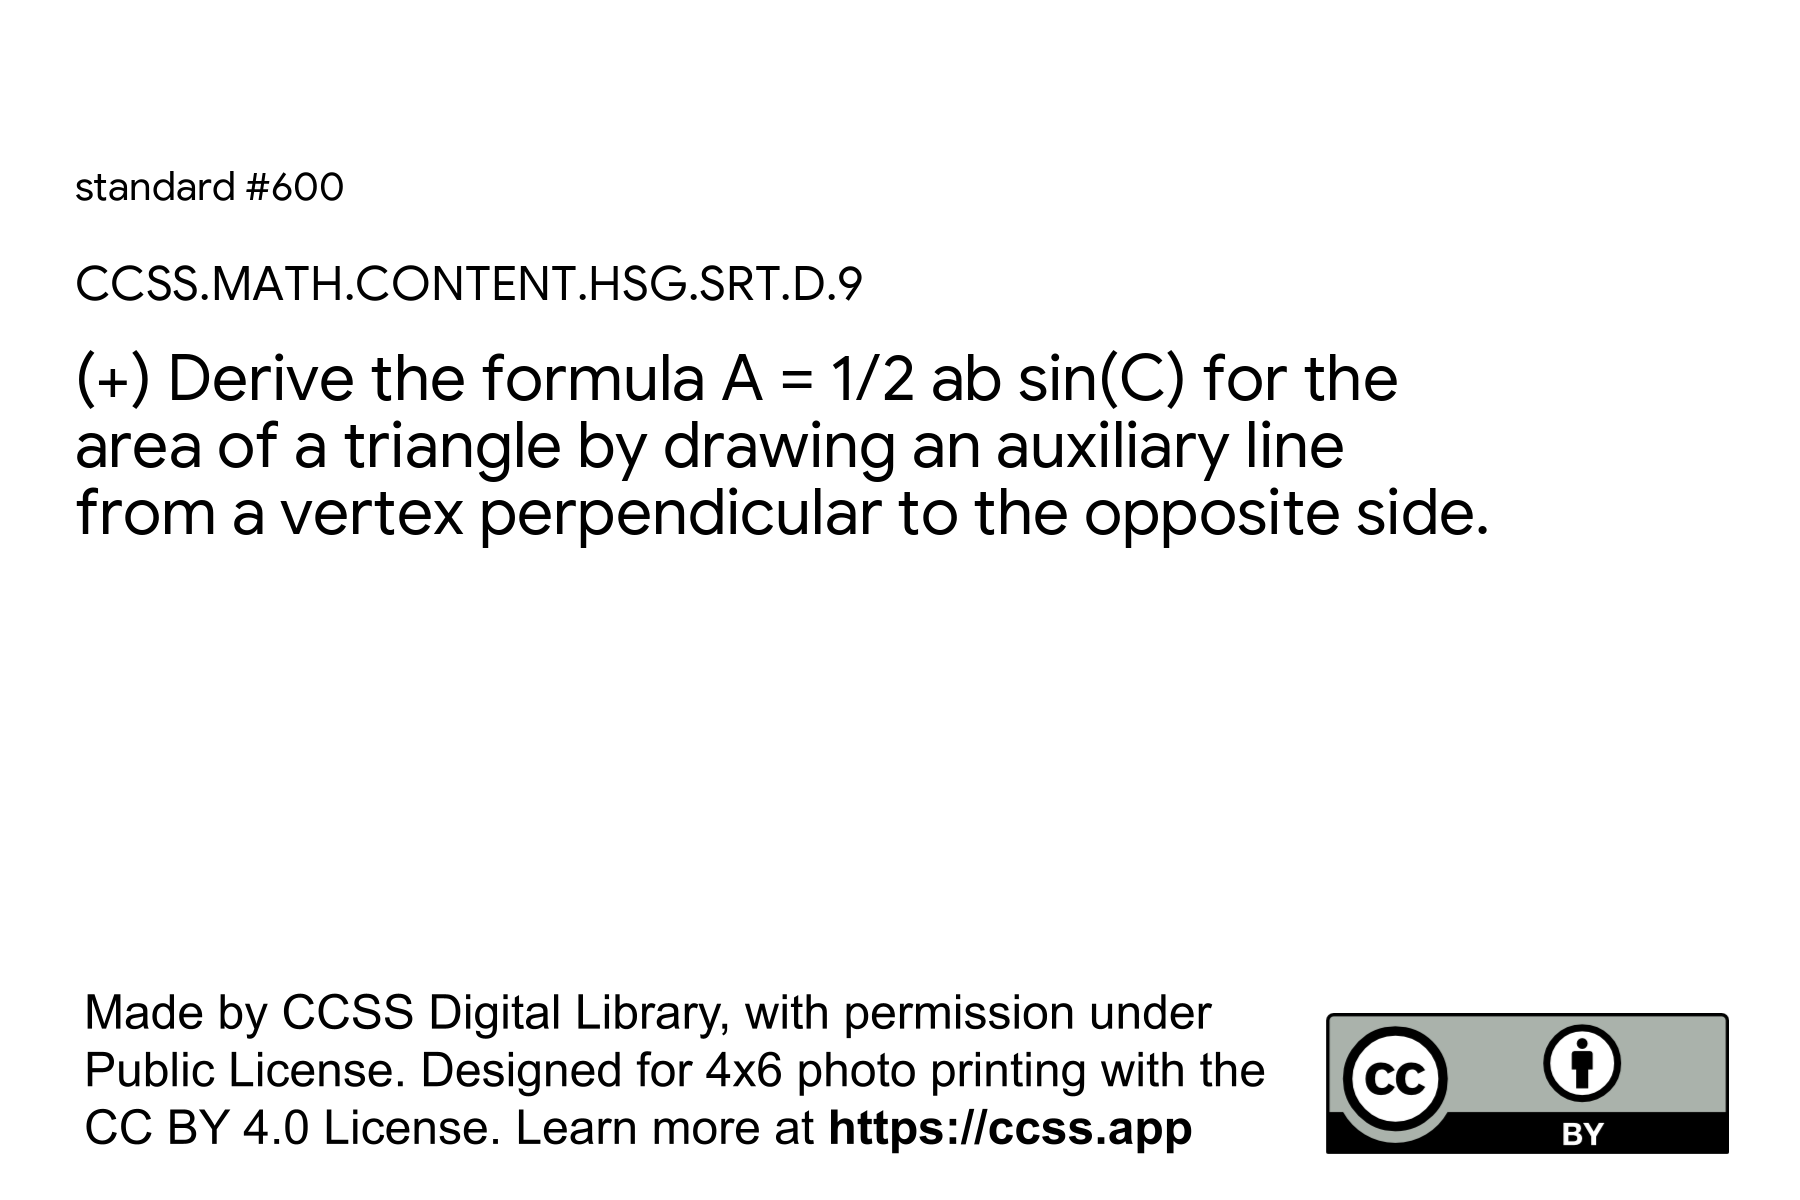 standard #600
CCSS.MATH.CONTENT.HSG.SRT.D.9
(+) Derive the formula A = 1/2 ab sin(C) for the
area of a triangle by drawing an auxiliary line
from a vertex perpendicular to the opposite side.
Made by CCSS Digital Library, with permission under
Public License. Designed for 4x6 photo printing with the
CC BY 4.0 License. Learn more at https://ccss.app
cc
BY